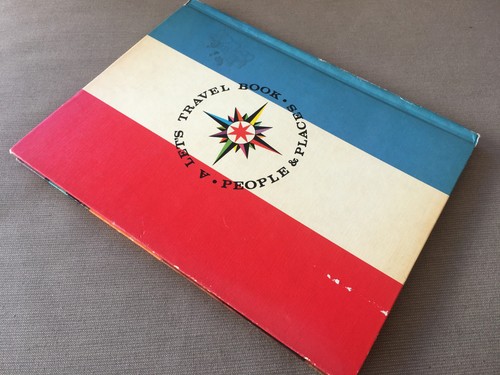 A LET'S TRAVEL BOOK • PEOPLE & PLACES •